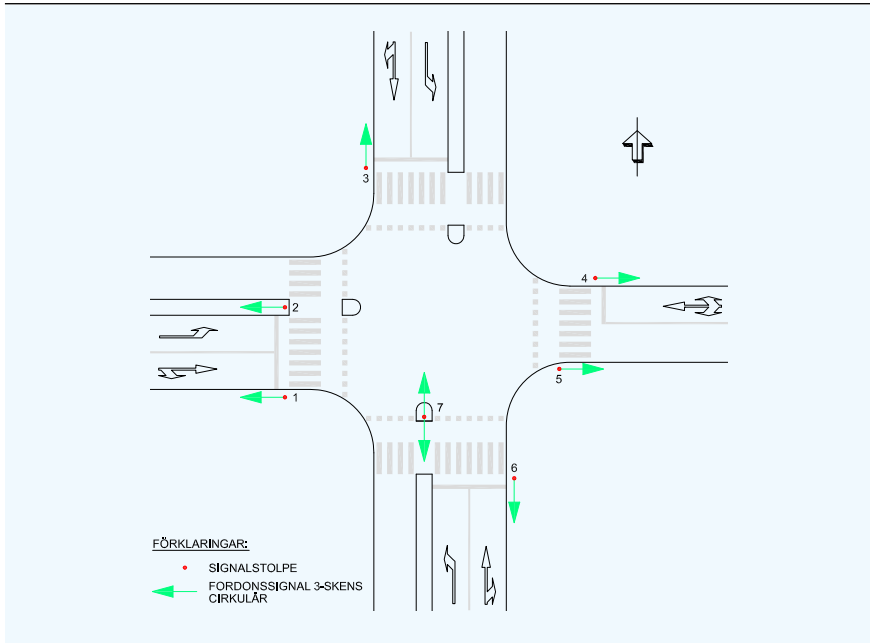 3
4
2
7
5
1
6
FÖRKLARINGAR:
SIGNALSTOLPE
FORDONSSIGNAL 3-SKENS
CIRKULÄR